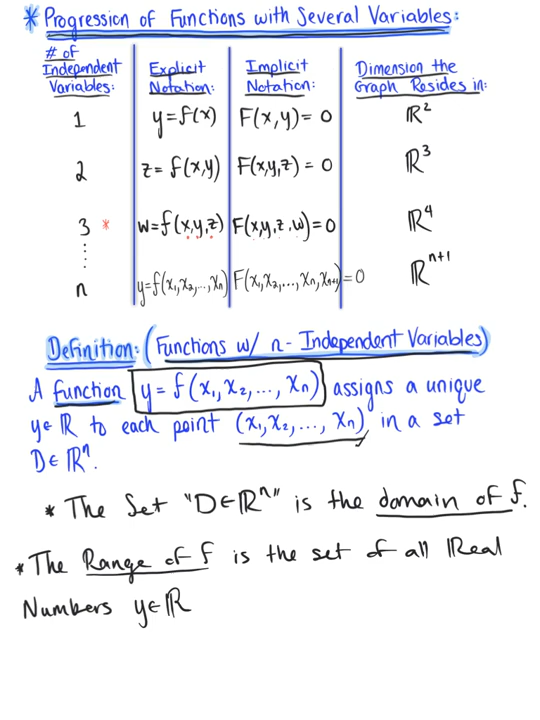 * Progression of Functions with Several Variables:
# of Independent Variables: | Explicit Notation: | Implicit Notation: | Dimension the Graph Resides in:
1 | y=f(x) | F(x,y)=0 | ℝ²
2 | z=f(x,y) | F(x,y,z)=0 | ℝ³
3 * | w=f(x,y,z) | F(x,y,z,w)=0 | ℝ⁴
⋮
n | y=f(x₁,x₂,...,xₙ) | F(x₁,x₂,...,xₙ,xₙ₊₁)=0 | ℝⁿ⁺¹
Definition: (Functions w/ n-Independent Variables)
A function y=f(x₁,x₂,...,xₙ) assigns a unique
y∈ℝ to each point (x₁,x₂,...,xₙ) in a set
D∈ℝⁿ.
* The Set "D∈ℝⁿ" is the domain of f.
* The Range of f is the set of all Real
Numbers y∈ℝ